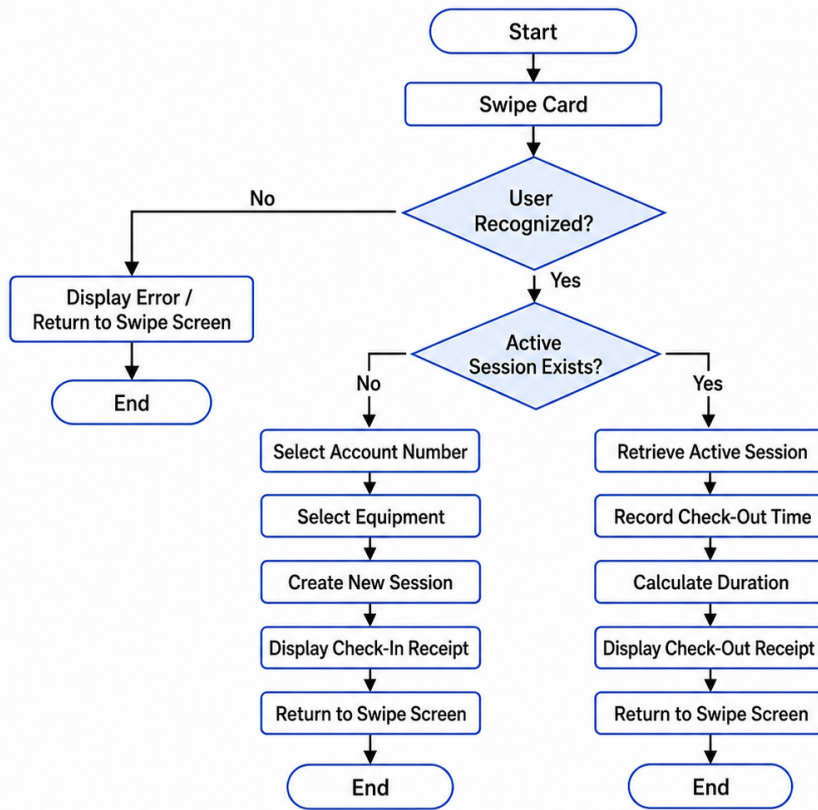 Start
Swipe Card
User
Recognized?
No
Yes
Display Error /
Return to Swipe Screen
End
Active
Session Exists?
No
Yes
Select Account Number
Select Equipment
Create New Session
Display Check-In Receipt
Return to Swipe Screen
End
Retrieve Active Session
Record Check-Out Time
Calculate Duration
Display Check-Out Receipt
Return to Swipe Screen
End